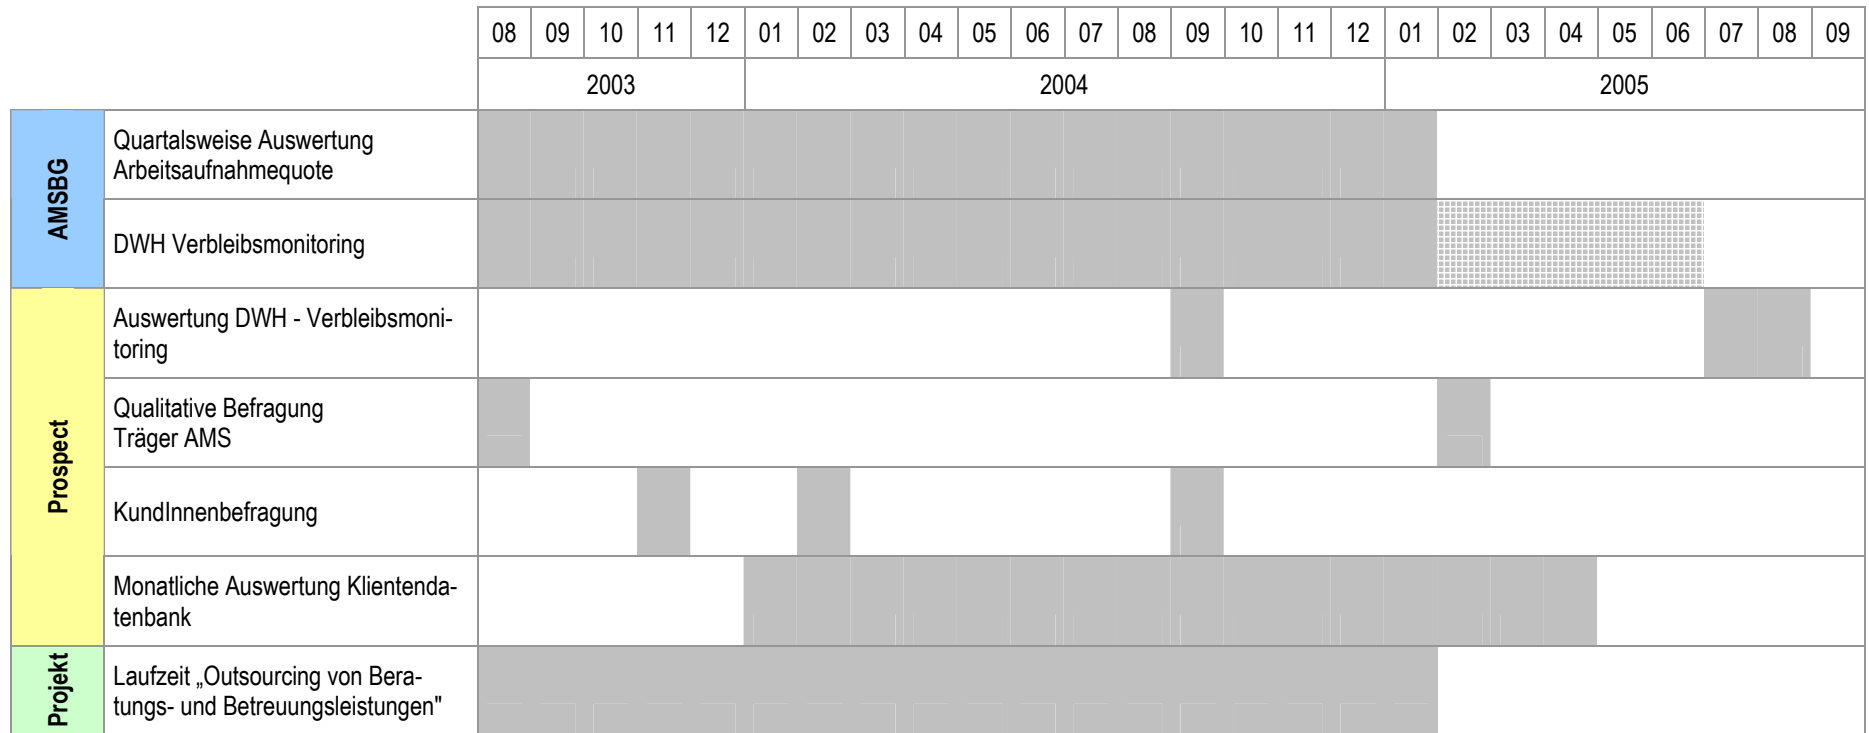 08 09 10 11 12 01 02 03 04 05 06 07 08 09 10 11 12 01 02 03 04 05 06 07 08 09
2003 2004 2005
AMSBG
Quartalsweise Auswertung
Arbeitsaufnahmequote
DWH Verbleibsmonitoring
Prospect
Auswertung DWH - Verbleibsmoni-
toring
Qualitative Befragung
Träger AMS
KundInnenbefragung
Monatliche Auswertung Klientenda-
tenbank
Projekt
Laufzeit „Outsourcing von Bera-
tungs- und Betreuungsleistungen"